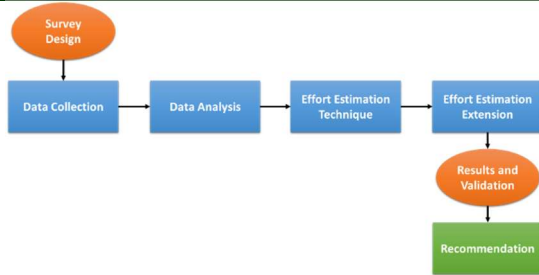 Survey
Design
Data Collection
Data Analysis
Effort Estimation
Technique
Effort Estimation
Extension
Results and
Validation
Recommendation